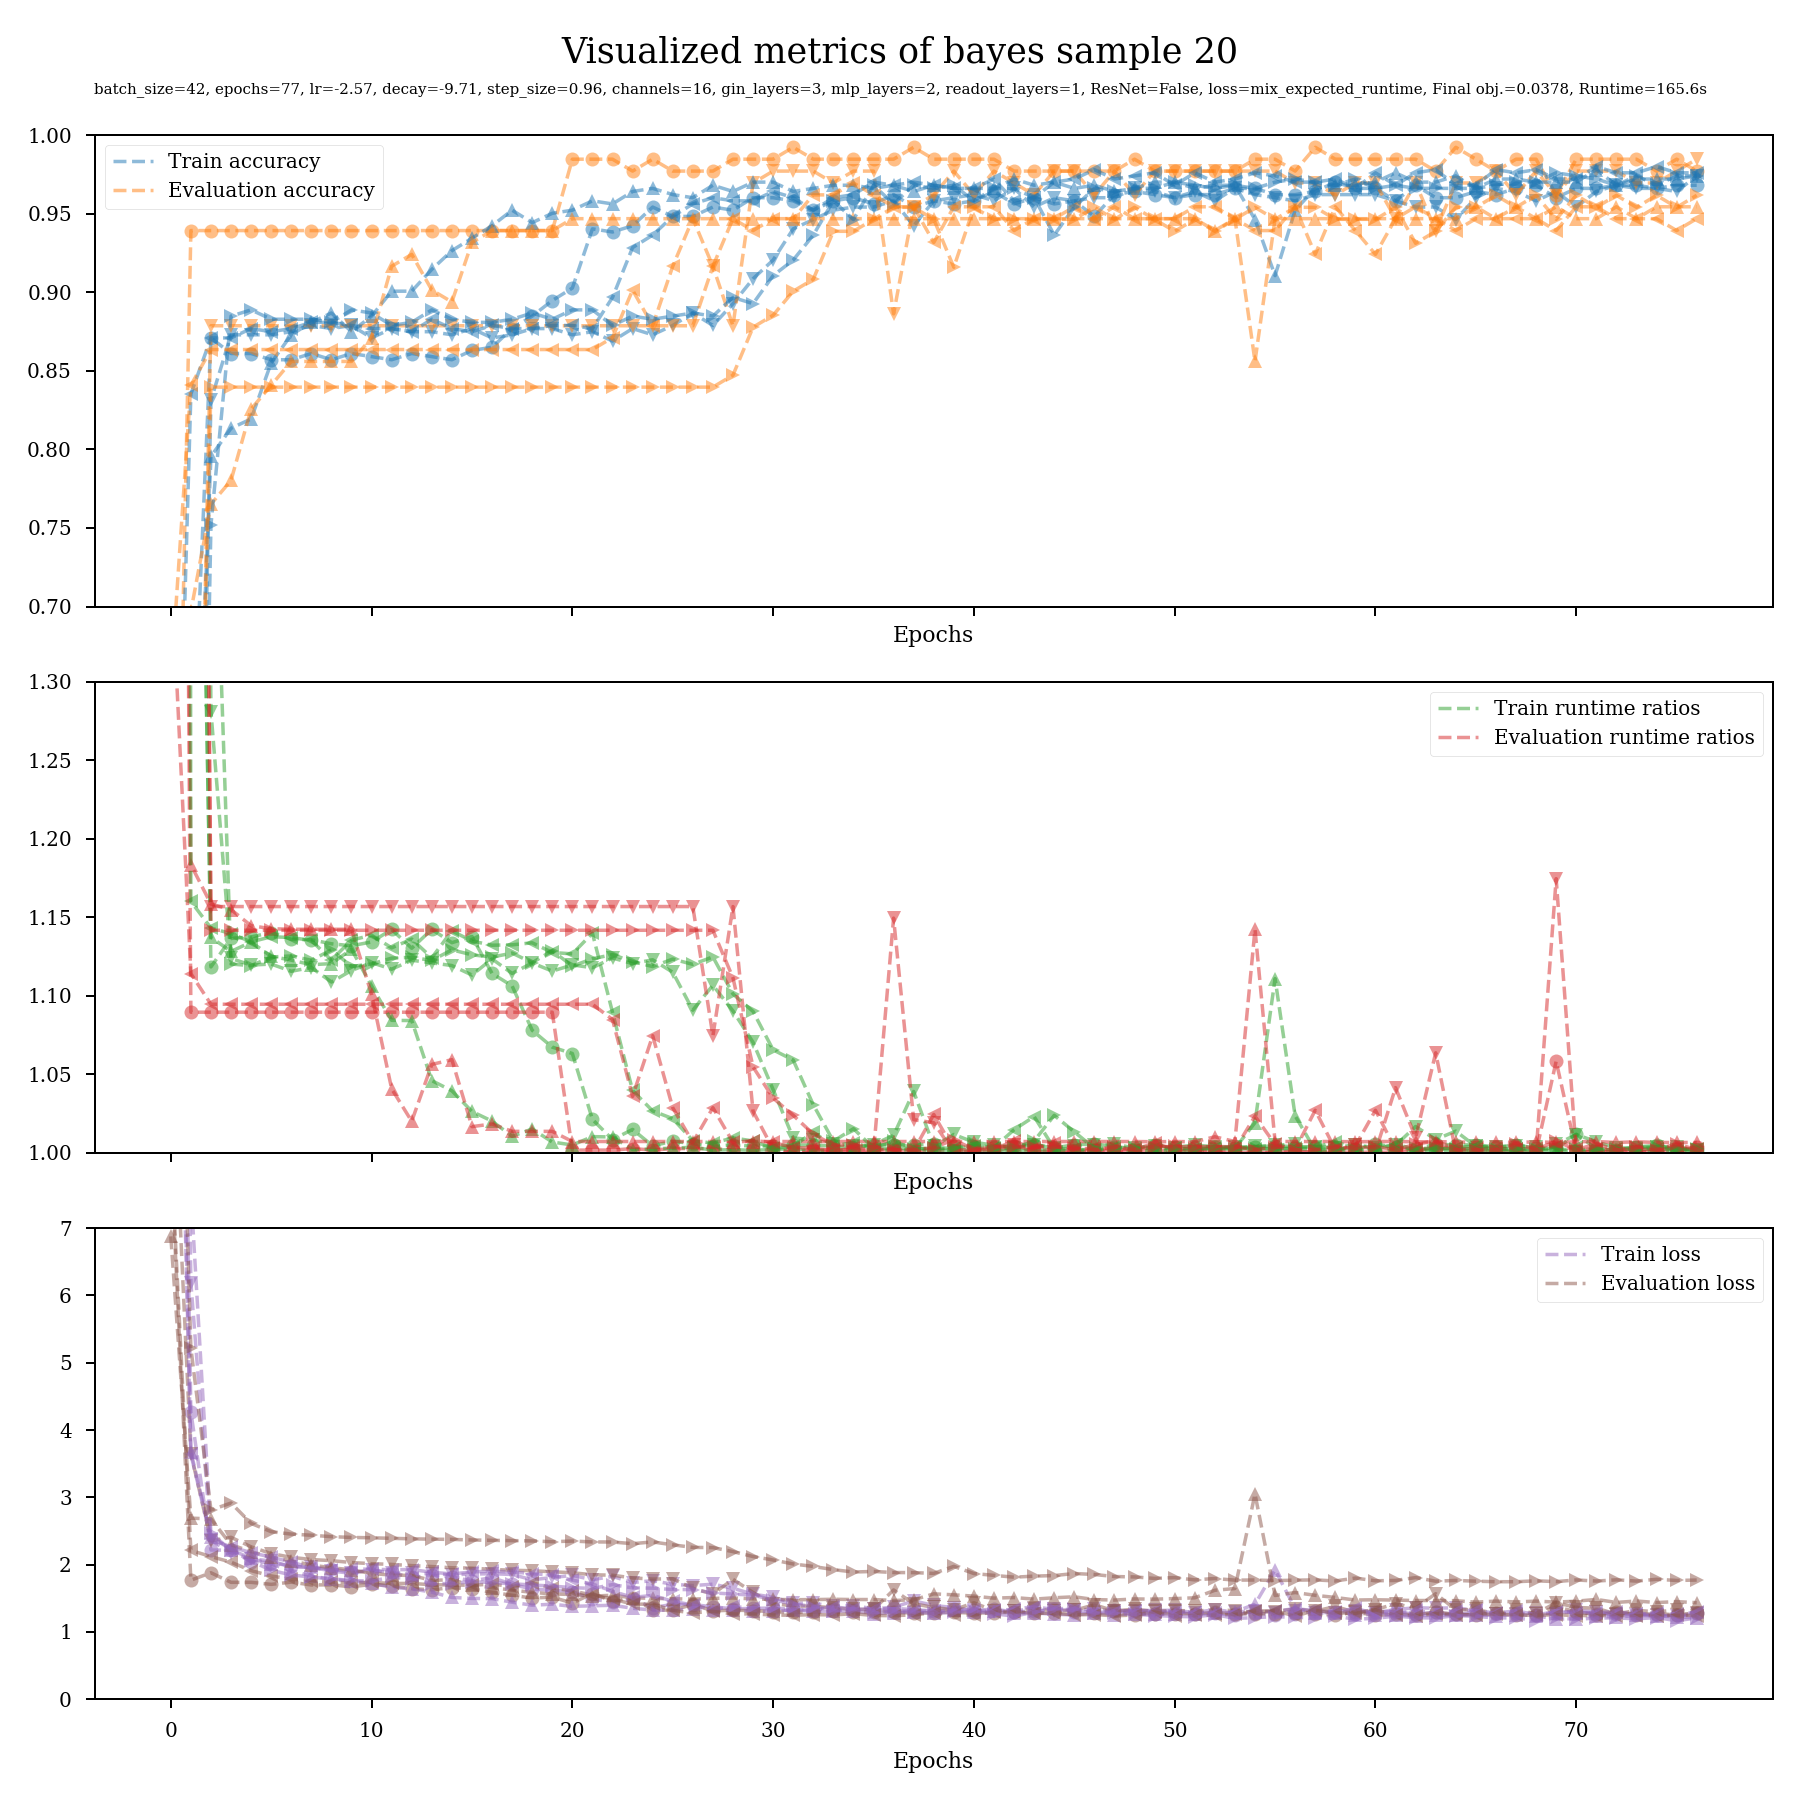 Visualized metrics of bayes sample 20
batch_size=42, epochs=77, lr=-2.57, decay=-9.71, step_size=0.96, channels=16, gin_layers=3, mlp_layers=2, readout_layers=1, ResNet=False, loss=mix_expected_runtime, Final obj.=0.0378, Runtime=165.6s
1.00
0.95
0.90
0.85
0.80
0.75
0.70
Train accuracy
Evaluation accuracy
Epochs
1.30
1.25
1.20
1.15
1.10
1.05
1.00
Train runtime ratios
Evaluation runtime ratios
Epochs
7
6
5
4
3
2
1
0
Train loss
Evaluation loss
0 10 20 30 40 50 60 70
Epochs